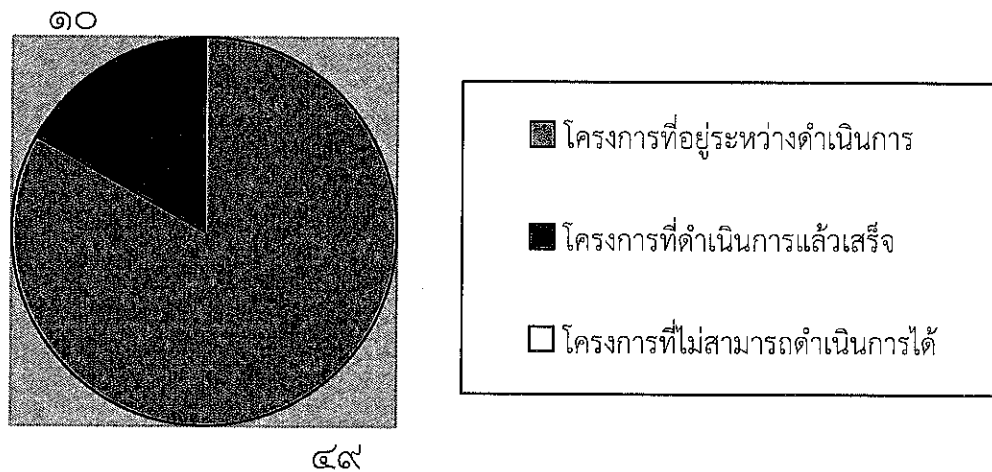 ๑๐
โครงการที่อยู่ระหว่างดำเนินการ
โครงการที่ดำเนินการแล้วเสร็จ
โครงการที่ไม่สามารถดำเนินการได้
๔๙